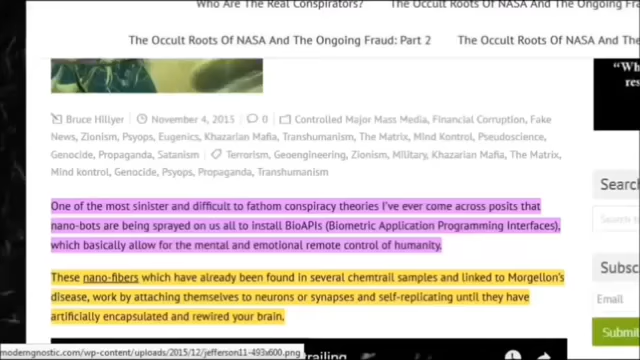 Who Are The Real Conspirators?
The Occult Roots Of NASA And The Ongoing Fra
The Occult Roots Of NASA And The Ongoing Fraud: Part 2
The Occult Roots Of NASA And The
Bruce Hillyer November 4, 2015 0 Controlled Major Mass Media, Financial Corruption, Fake
News, Zionism, Psyops, Eugenics, Khazarian Mafia, Transhumanism, The Matrix, Mind Kontrol, Pseudoscience,
Genocide, Propaganda, Satanism Terrorism, Geoengineering, Zionism, Military, Khazarian Mafia, The Matrix,
Mind kontrol, Genocide, Psyops, Propaganda, Transhumanism
One of the most sinister and difficult to fathom conspiracy theories I've ever come across posits that
nano-bots are being sprayed on us all to install BioAPIs (Biometric Application Programming Interfaces),
which basically allow for the mental and emotional remote control of humanity.
These nano-fibers which have already been found in several chemtrail samples and linked to Morgellon's
disease, work by attaching themselves to neurons or synapses and self-replicating until they have
artificially encapsulated and rewired your brain.
railing
"Wh
res
Search
Search to
Subsc
Email
Submit
moderngnostic.com/wp-content/uploads/2015/12/jefferson11-493x600.png